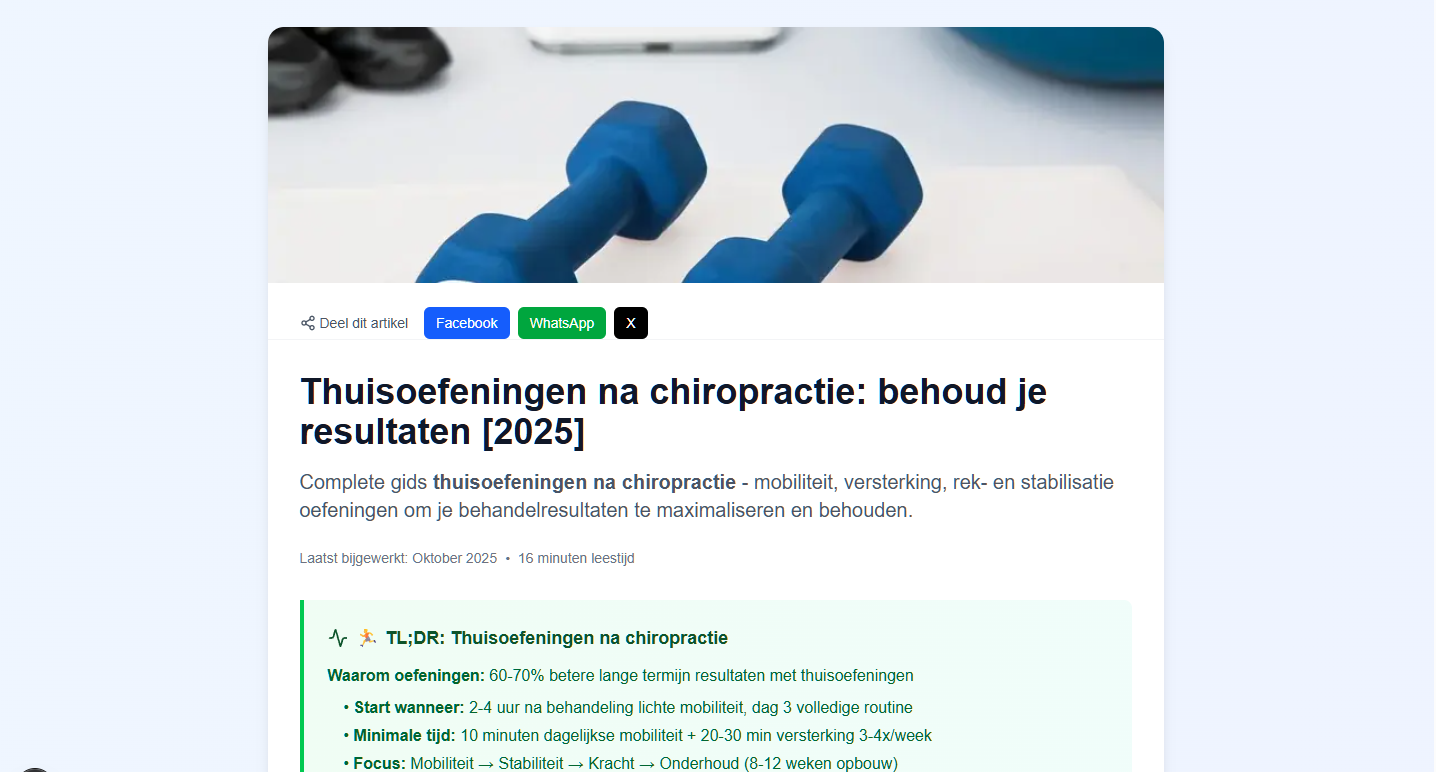 Deel dit artikel Facebook WhatsApp X
Thuisoefeningen na chiropractie: behoud je
resultaten [2025]
Complete gids thuisoefeningen na chiropractie - mobiliteit, versterking, rek- en stabilisatie
oefeningen om je behandelresultaten te maximaliseren en behouden.
Laatst bijgewerkt: Oktober 2025 • 16 minuten leestijd
🏃 TL;DR: Thuisoefeningen na chiropractie
Waarom oefeningen: 60-70% betere lange termijn resultaten met thuisoefeningen
• Start wanneer: 2-4 uur na behandeling lichte mobiliteit, dag 3 volledige routine
• Minimale tijd: 10 minuten dagelijkse mobiliteit + 20-30 min versterking 3-4x/week
• Focus: Mobiliteit → Stabiliteit → Kracht → Onderhoud (8-12 weken opbouw)